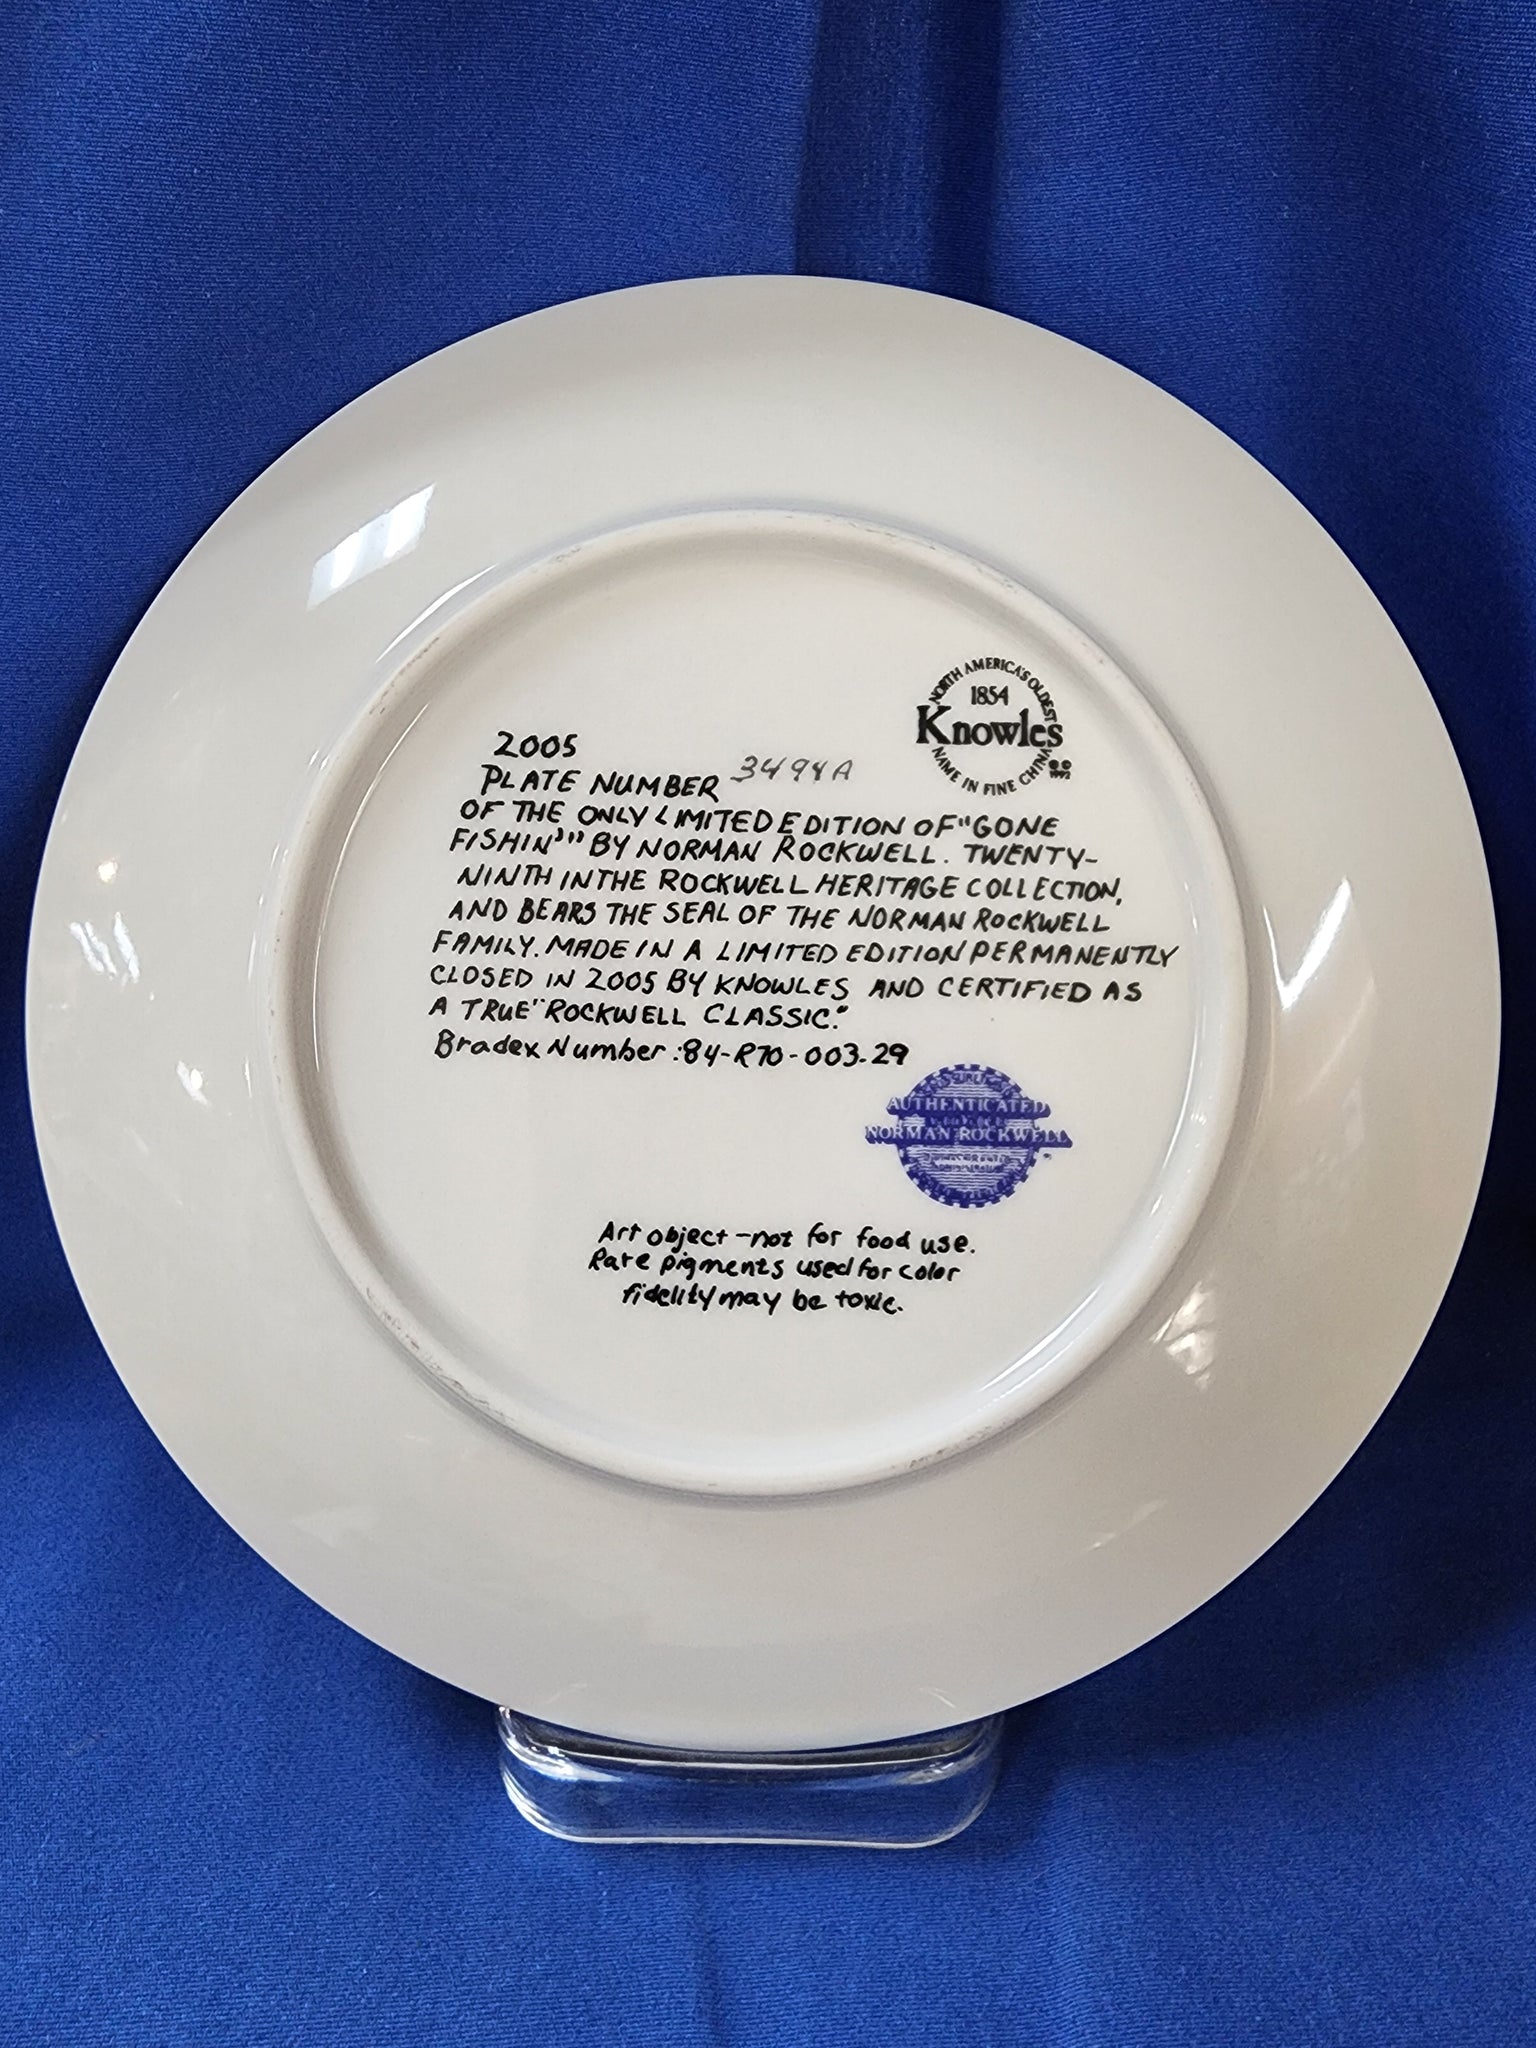 NORTH AMERICA'S OLDEST
1854
Knowles
NAME IN FINE CHINA
2005
PLATE NUMBER 3494A
OF THE ONLY LIMITED EDITION OF "GONE
FISHIN'" BY NORMAN ROCKWELL. TWENTY-
NINTH IN THE ROCKWELL HERITAGE COLLECTION,
AND BEARS THE SEAL OF THE NORMAN ROCKWELL
FAMILY. MADE IN A LIMITED EDITION PERMANENTLY
CLOSED IN 2005 BY KNOWLES AND CERTIFIED AS
A TRUE "ROCKWELL CLASSIC."
Bradex Number: 84-R70-003.29
AUTHENTICATED
NORMAN ROCKWELL
Art object - not for food use.
Rare pigments used for color
fidelity may be toxic.